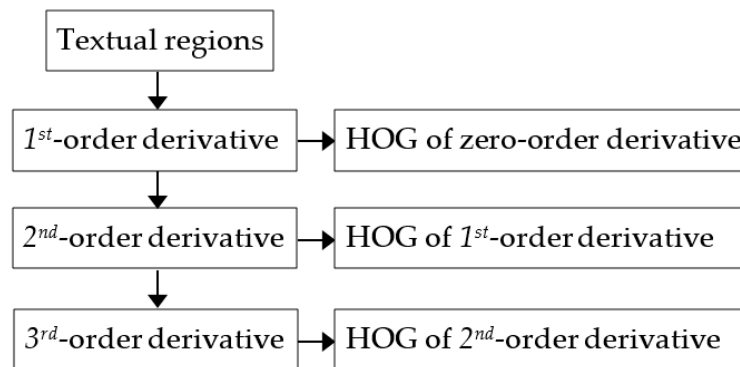 Textual regions
1st-order derivative
HOG of zero-order derivative
2nd-order derivative
HOG of 1st-order derivative
3rd-order derivative
HOG of 2nd-order derivative